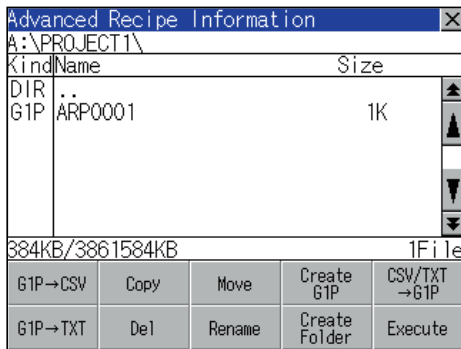 Advanced Recipe Information
A:\PROJECT1\
Kind Name Size
DIR ..
G1P ARP0001 1K
384KB/3861584KB 1File
G1P→CSV Copy Move Create G1P CSV/TXT →G1P
G1P→TXT Del Rename Create Folder Execute